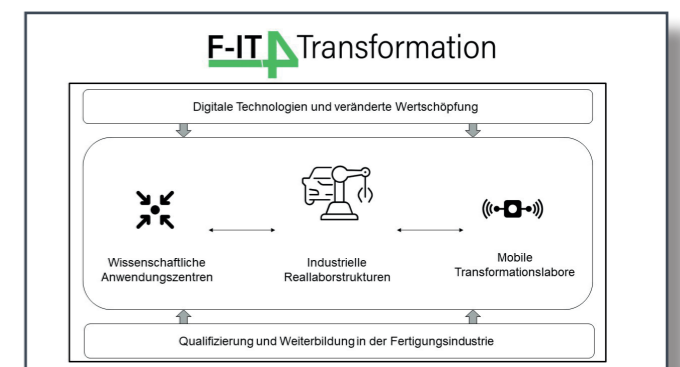 F-IT 4 Transformation
Digitale Technologien und veränderte Wertschöpfung
Wissenschaftliche
Anwendungszentren
Industrielle
Reallaborstrukturen
Mobile
Transformationslabore
Qualifizierung und Weiterbildung in der Fertigungsindustrie